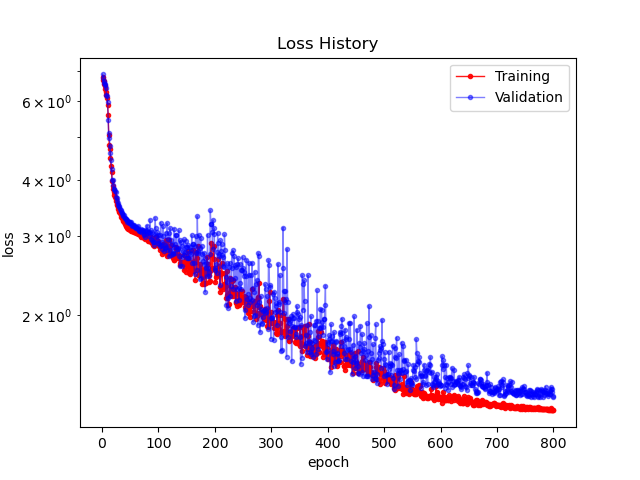 Loss History
Training
Validation
6 × 10⁰
4 × 10⁰
3 × 10⁰
2 × 10⁰
loss
0 100 200 300 400 500 600 700 800
epoch